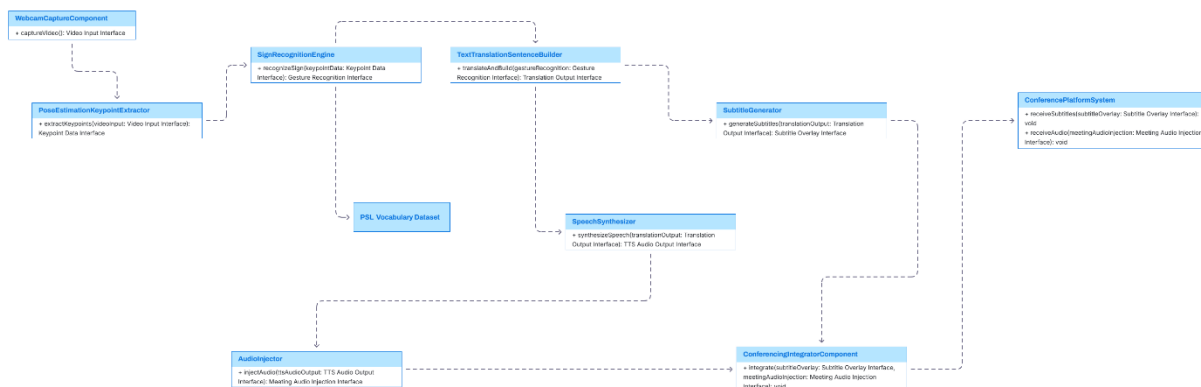 WebcamCaptureComponent
+ captureVideo(): Video Input Interface
SignRecognitionEngine
+ recognizeSign(keypointData: Keypoint Data
Interface): Gesture Recognition Interface
TextTranslationSentenceBuilder
+ translateAndBuild(gestureRecognition: Gesture
Recognition Interface): Translation Output Interface
PoseEstimationKeypointExtractor
+ extractKeypoints(videoInput: Video Input Interface):
Keypoint Data Interface
SubtitleGenerator
+ generateSubtitles(translationOutput: Translation
Output Interface): Subtitle Overlay Interface
ConferencePlatformSystem
+ receiveSubtitles(subtitleOverlay: Subtitle Overlay Interface):
void
+ receiveAudio(meetingAudioInjection: Meeting Audio Injection
Interface): void
PSL Vocabulary Dataset
SpeechSynthesizer
+ synthesizeSpeech(translationOutput: Translation
Output Interface): TTS Audio Output Interface
AudioInjector
+ injectAudio(ttsAudioOutput: TTS Audio Output
Interface): Meeting Audio Injection Interface
ConferencingIntegratorComponent
+ integrate(subtitleOverlay: Subtitle Overlay Interface,
meetingAudioInjection: Meeting Audio Injection
Interface): void